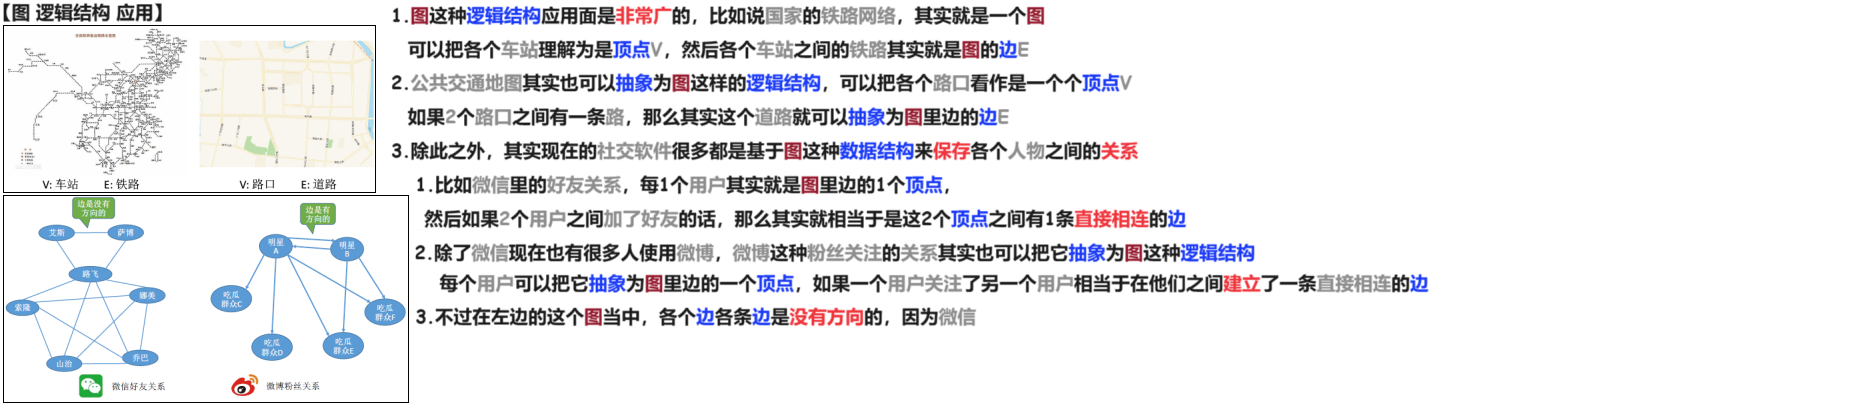 【图 逻辑结构 应用】
全国铁路客运线路示意图
V: 车站 E: 铁路
V: 路口 E: 道路
边是没有方向的
艾斯
萨博
路飞
索隆
娜美
山治
乔巴
微信好友关系
边是有方向的
明星A
明星B
吃瓜群众C
吃瓜群众F
吃瓜群众D
吃瓜群众E
微博粉丝关系
1.图这种逻辑结构应用面是非常广的，比如说国家的铁路网络，其实就是一个图
可以把各个车站理解为是顶点V，然后各个车站之间的铁路其实就是图的边E
2.公共交通地图其实也可以抽象为图这样的逻辑结构，可以把各个路口看作是一个个顶点V
如果2个路口之间有一条路，那么其实这个道路就可以抽象为图里边的边E
3.除此之外，其实现在的社交软件很多都是基于图这种数据结构来保存各个人物之间的关系
1.比如微信里的好友关系，每1个用户其实就是图里边的1个顶点，
然后如果2个用户之间加了好友的话，那么其实就相当于是这2个顶点之间有1条直接相连的边
2.除了微信现在也有很多人使用微博，微博这种粉丝关注的关系其实也可以把它抽象为图这种逻辑结构
每个用户可以把它抽象为图里边的一个顶点，如果一个用户关注了另一个用户相当于在他们之间建立了一条直接相连的边
3.不过在左边的这个图当中，各个边各条边是没有方向的，因为微信